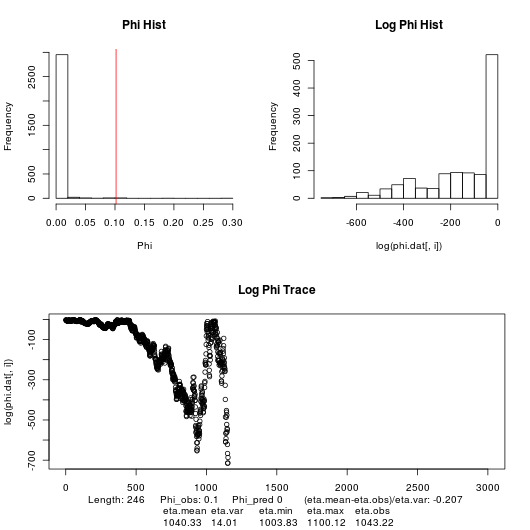 Phi Hist
Log Phi Hist
Frequency
0 500 1500 2500
0.00 0.05 0.10 0.15 0.20 0.25 0.30
Phi
Frequency
0 100 200 300 400 500
-600 -400 -200 0
log(phi.dat[, i])
Log Phi Trace
log(phi.dat[, i])
-700 -500 -300 -100
0 500 1000 1500 2000 2500 3000
Length: 246 Phi_obs: 0.1 Phi_pred 0 (eta.mean-eta.obs)/eta.var: -0.207
eta.mean eta.var eta.min eta.max eta.obs
1040.33 14.01 1003.83 1100.12 1043.22